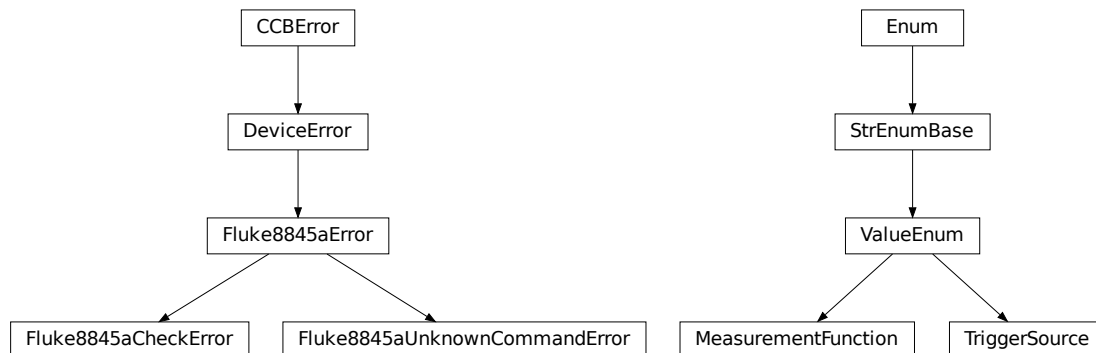 CCBError
Enum
DeviceError
StrEnumBase
Fluke8845aError
ValueEnum
Fluke8845aCheckError
Fluke8845aUnknownCommandError
MeasurementFunction
TriggerSource